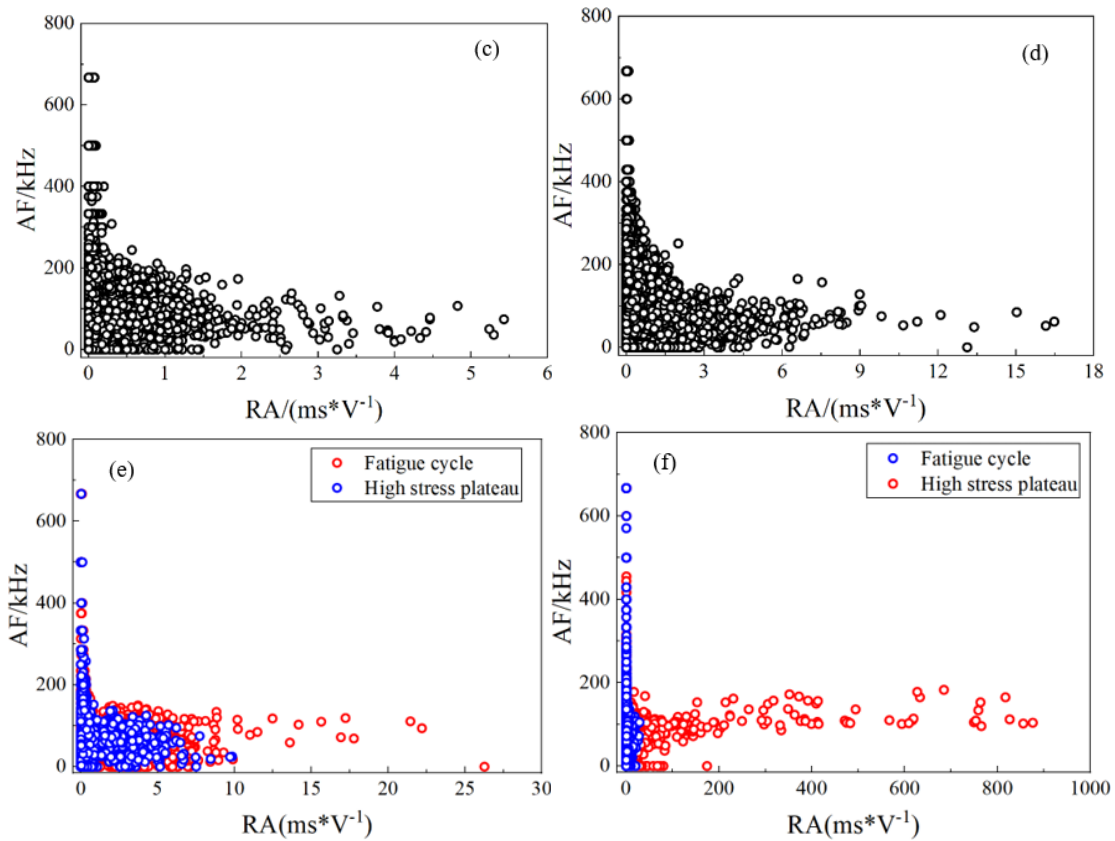 (c)
AF/kHz
800
600
400
200
0
0 1 2 3 4 5 6
RA/(ms*V⁻¹)
(d)
AF/kHz
800
600
400
200
0
0 3 6 9 12 15 18
RA/(ms*V⁻¹)
(e)
Fatigue cycle
High stress plateau
AF/kHz
800
600
400
200
0
0 5 10 15 20 25 30
RA(ms*V⁻¹)
(f)
Fatigue cycle
High stress plateau
AF/kHz
800
600
400
200
0
0 200 400 600 800 1000
RA(ms*V⁻¹)